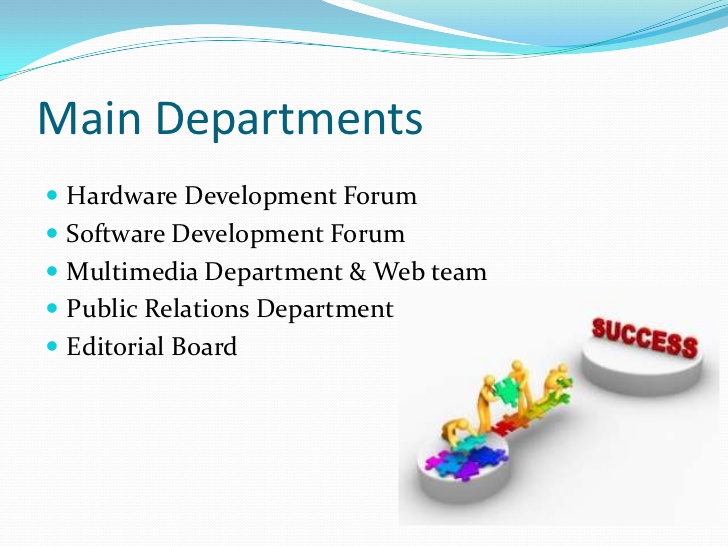 Main Departments
Hardware Development Forum
Software Development Forum
Multimedia Department & Web team
Public Relations Department
Editorial Board
SUCCESS